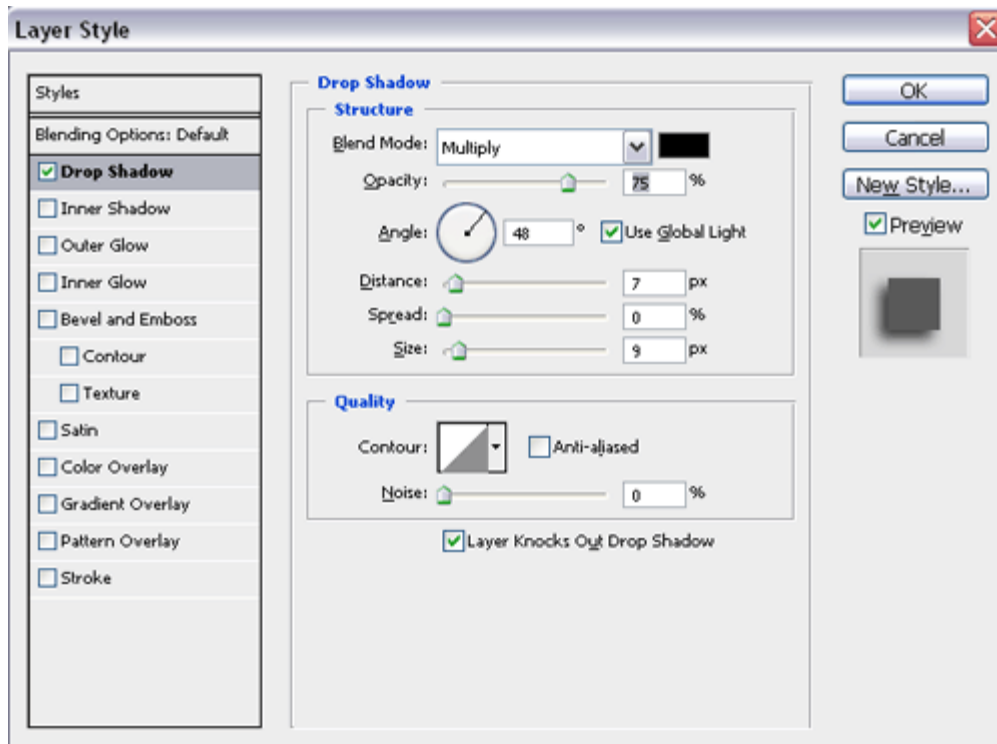 Layer Style
Styles
Blending Options: Default
Drop Shadow
Inner Shadow
Outer Glow
Inner Glow
Bevel and Emboss
Contour
Texture
Satin
Color Overlay
Gradient Overlay
Pattern Overlay
Stroke
Drop Shadow
Structure
Blend Mode: Multiply
Opacity: 75 %
Angle: 48 ° Use Global Light
Distance: 7 px
Spread: 0 %
Size: 9 px
Quality
Contour: Anti-aliased
Noise: 0 %
Layer Knocks Out Drop Shadow
OK
Cancel
New Style...
Preview